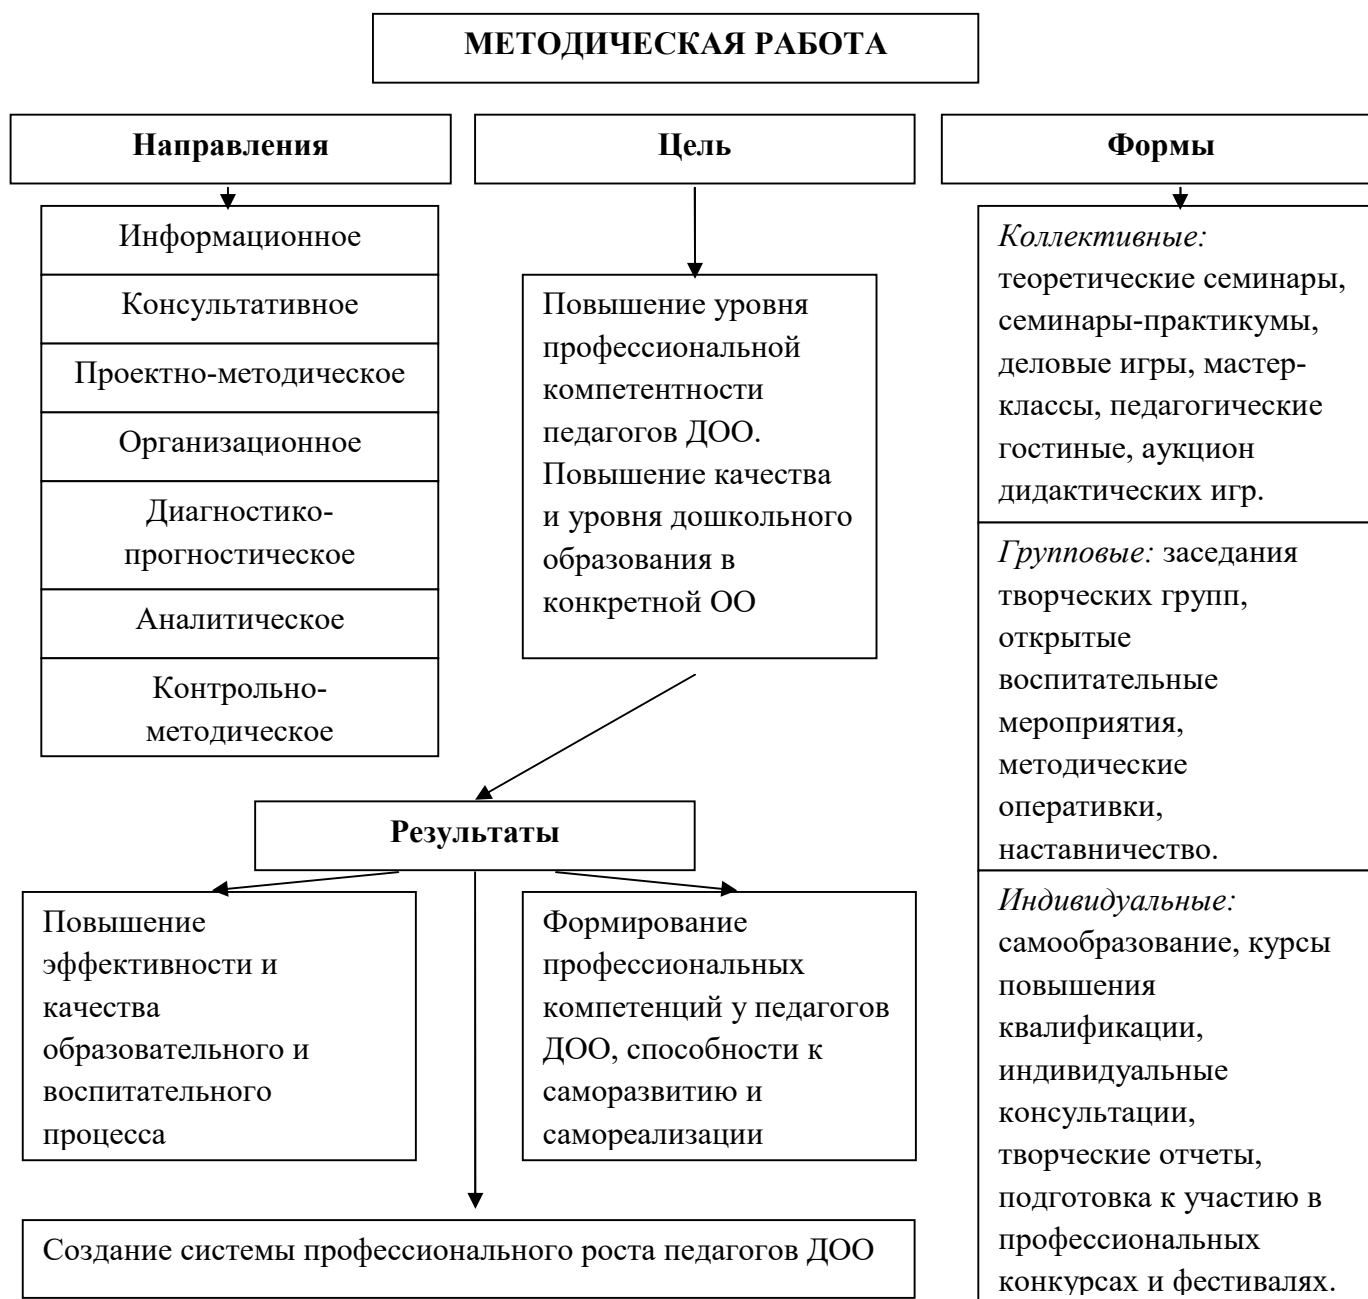 МЕТОДИЧЕСКАЯ РАБОТА
Направления
Информационное
Консультативное
Проектно-методическое
Организационное
Диагностико-
прогностическое
Аналитическое
Контрольно-
методическое
Цель
Повышение уровня
профессиональной
компетентности
педагогов ДОО.
Повышение качества
и уровня дошкольного
образования в
конкретной ОО
Формы
Коллективные:
теоретические семинары,
семинары-практикумы,
деловые игры, мастер-
классы, педагогические
гостиные, аукцион
дидактических игр.
Групповые: заседания
творческих групп,
открытые
воспитательные
мероприятия,
методические
оперативки,
наставничество.
Индивидуальные:
самообразование, курсы
повышения
квалификации,
индивидуальные
консультации,
творческие отчеты,
подготовка к участию в
профессиональных
конкурсах и фестивалях.
Результаты
Повышение
эффективности и
качества
образовательного и
воспитательного
процесса
Формирование
профессиональных
компетенций у педагогов
ДОО, способности к
саморазвитию и
самореализации
Создание системы профессионального роста педагогов ДОО